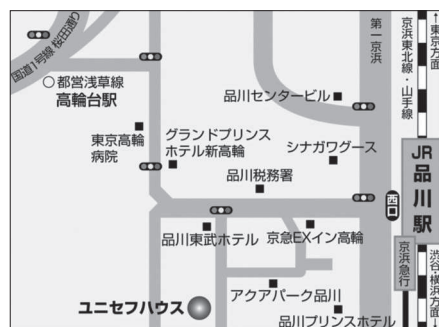 ↑東京方面
京浜東北線・山手線
第一京浜
国道1号線 桜田通り
○都営浅草線
高輪台駅
品川センタービル
東京高輪
病院
グランドプリンス
ホテル新高輪
シナガワグース
品川税務署
JR品川駅
西口
品川東武ホテル
京急EXイン高輪
京浜急行
渋谷・横浜方面↓
アクアパーク品川
ユニセフハウス
品川プリンスホテル